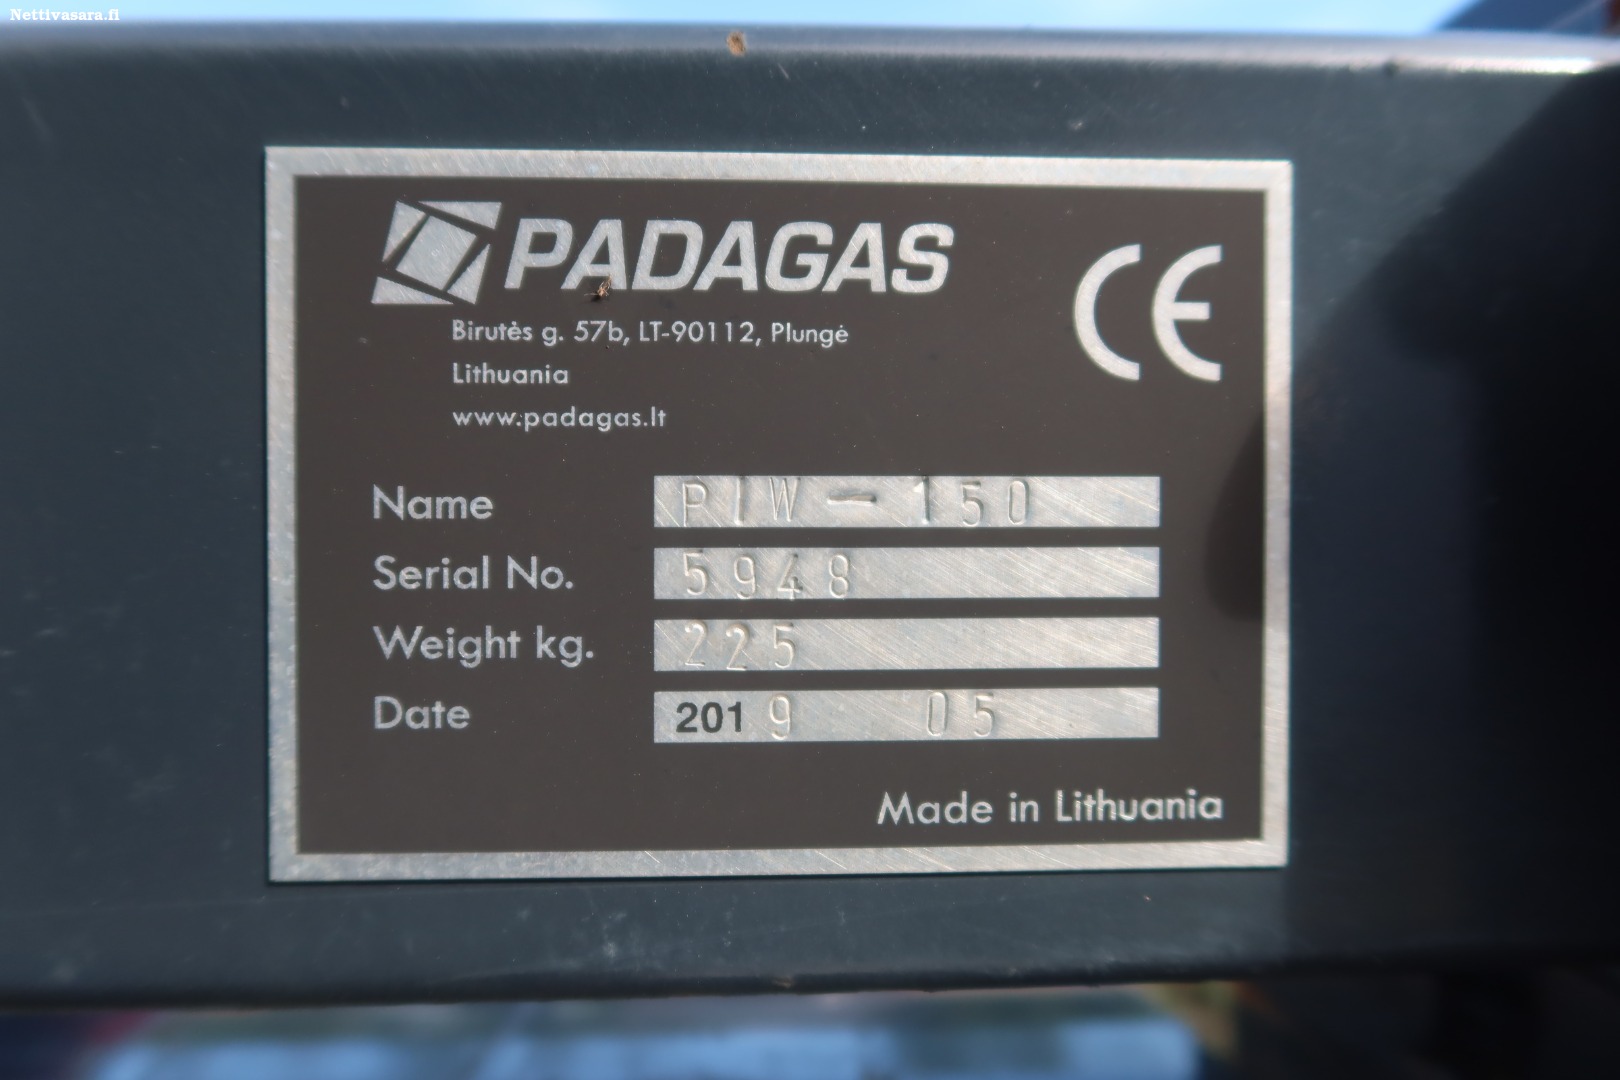 Nettivasara.fi
PADAGAS
CE
Birutės g. 57b, LT-90112, Plungė
Lithuania
www.padagas.lt
Name PIW-150
Serial No. 5948
Weight kg. 225
Date 2019 05
Made in Lithuania